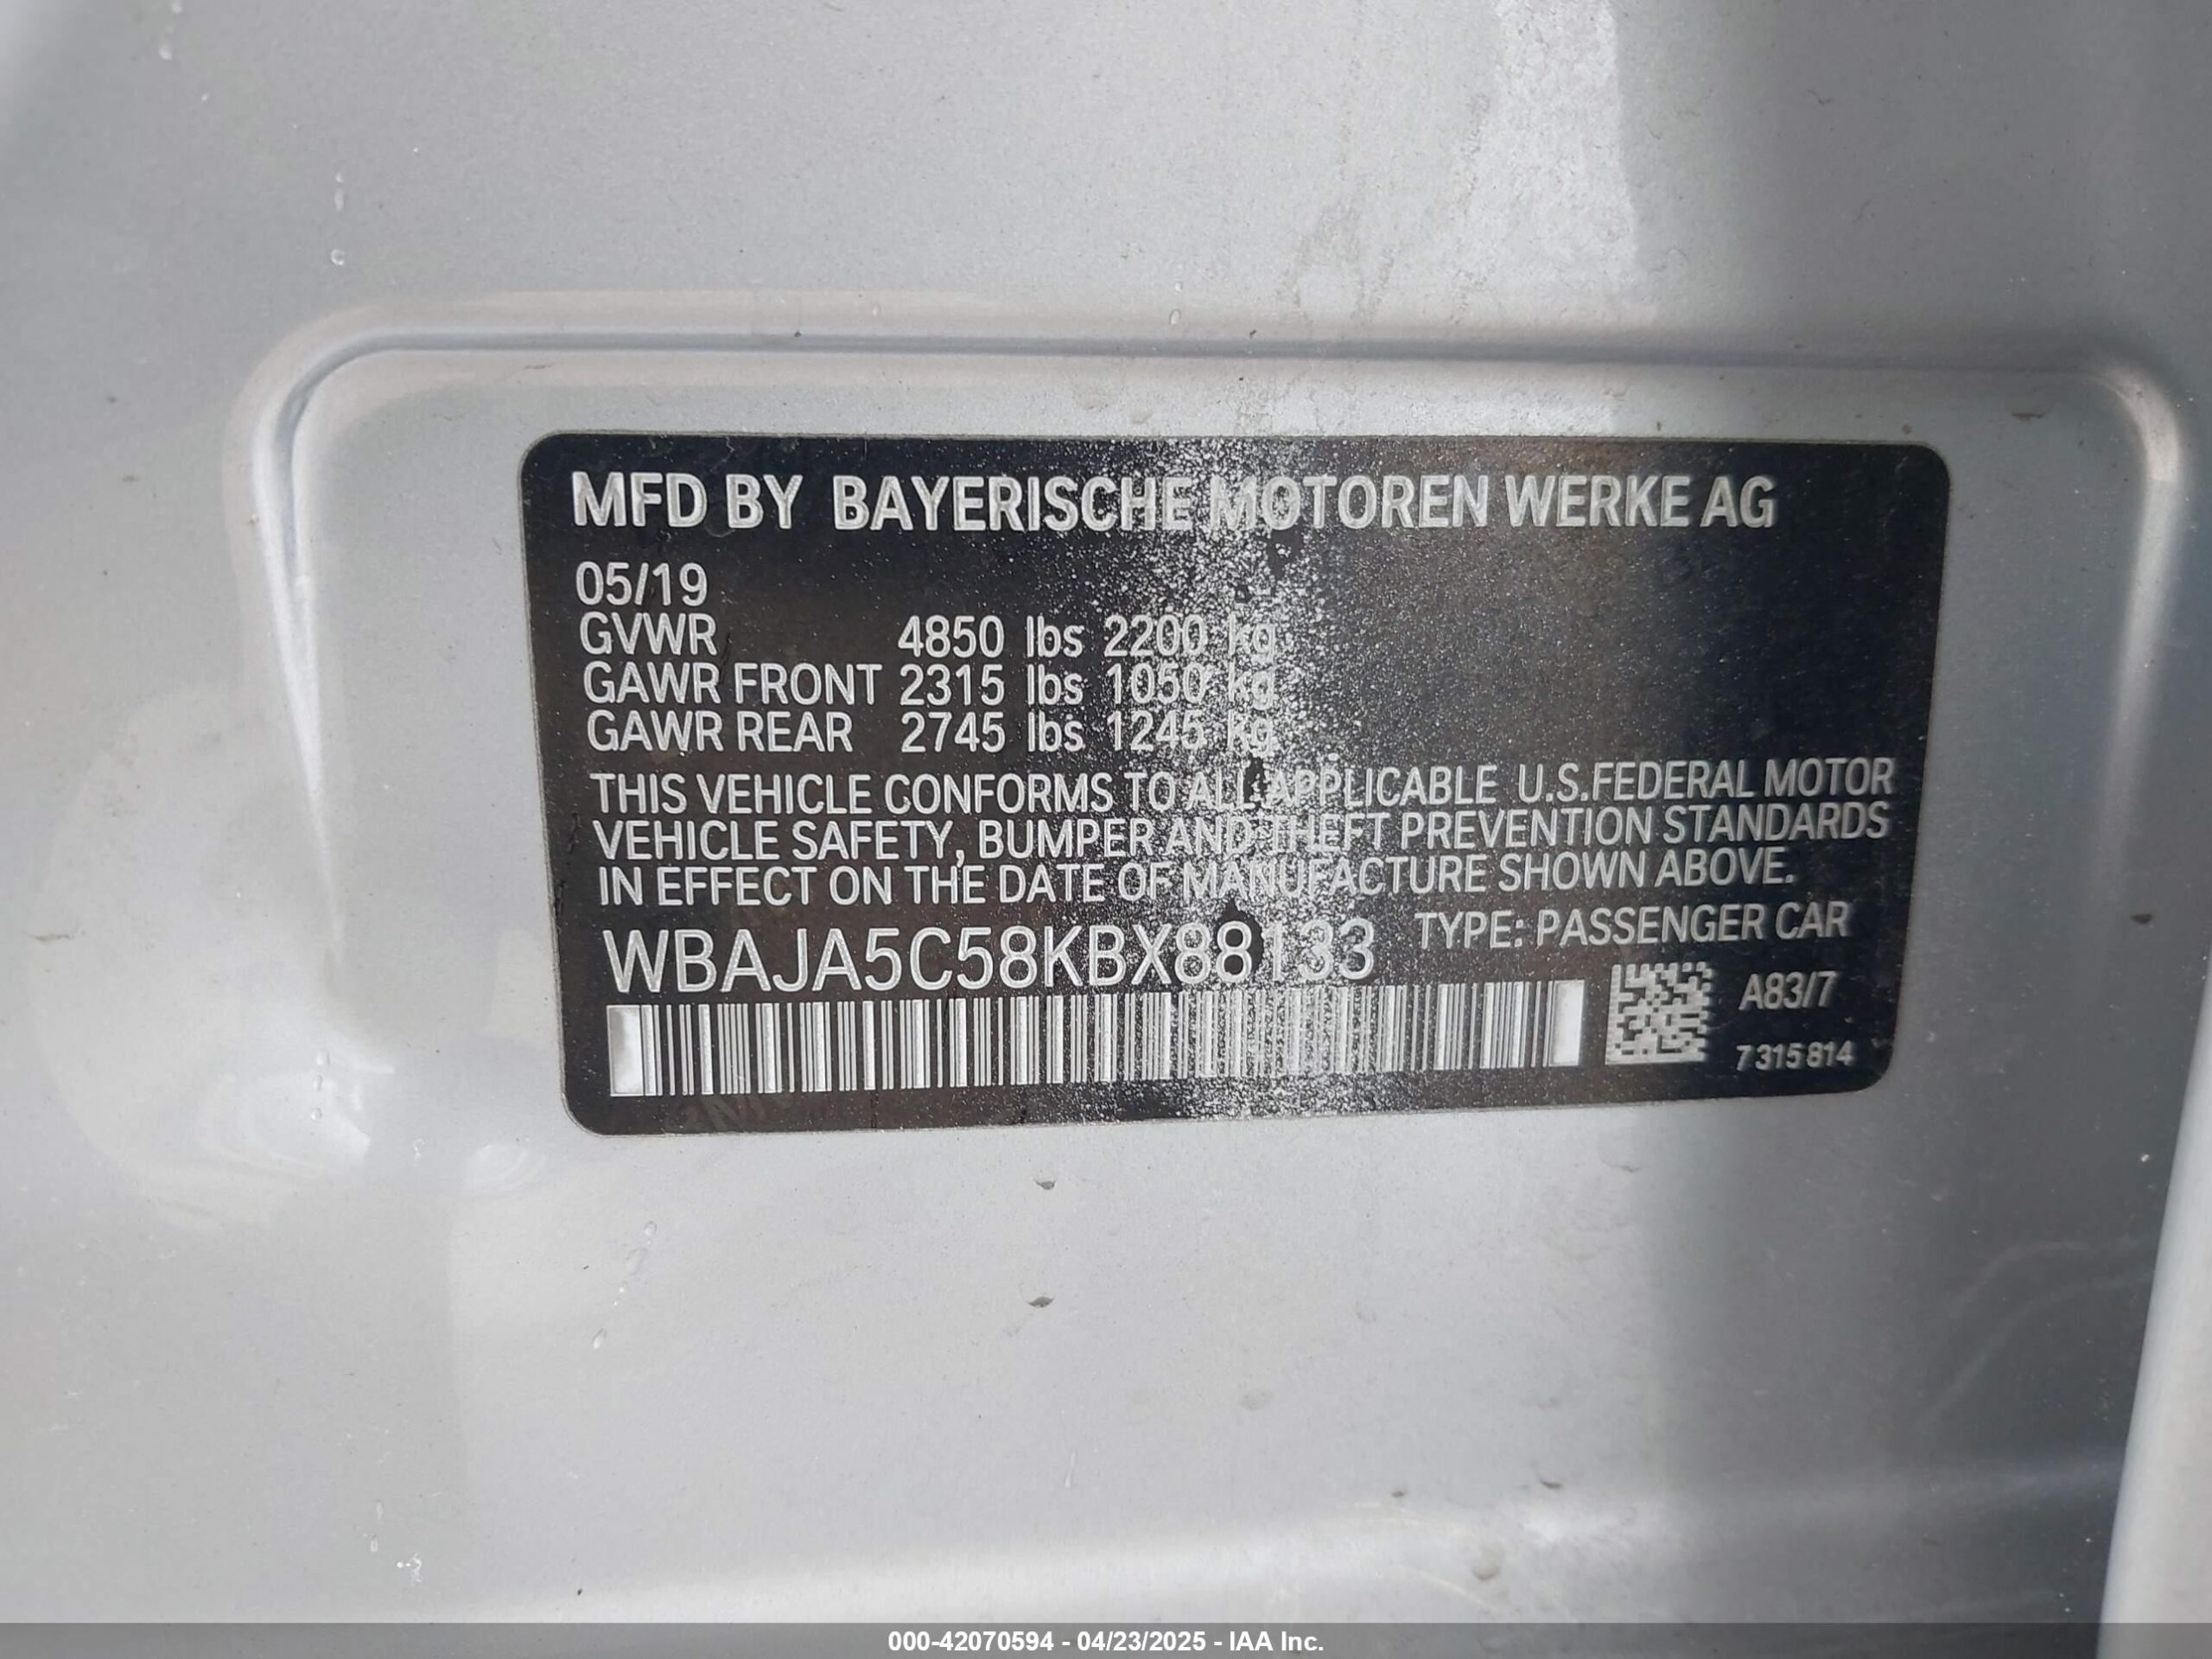 MFD BY BAYERISCHE MOTOREN WERKE AG
05/19
GVWR 4850 lbs 2200 kg
GAWR FRONT 2315 lbs 1050 kg
GAWR REAR 2745 lbs 1245 kg
THIS VEHICLE CONFORMS TO ALL APPLICABLE U.S.FEDERAL MOTOR
VEHICLE SAFETY, BUMPER AND THEFT PREVENTION STANDARDS
IN EFFECT ON THE DATE OF MANUFACTURE SHOWN ABOVE.
WBAJA5C58KBX88133 TYPE: PASSENGER CAR
A83/7
7 315 814
000-42070594 - 04/23/2025 - IAA Inc.